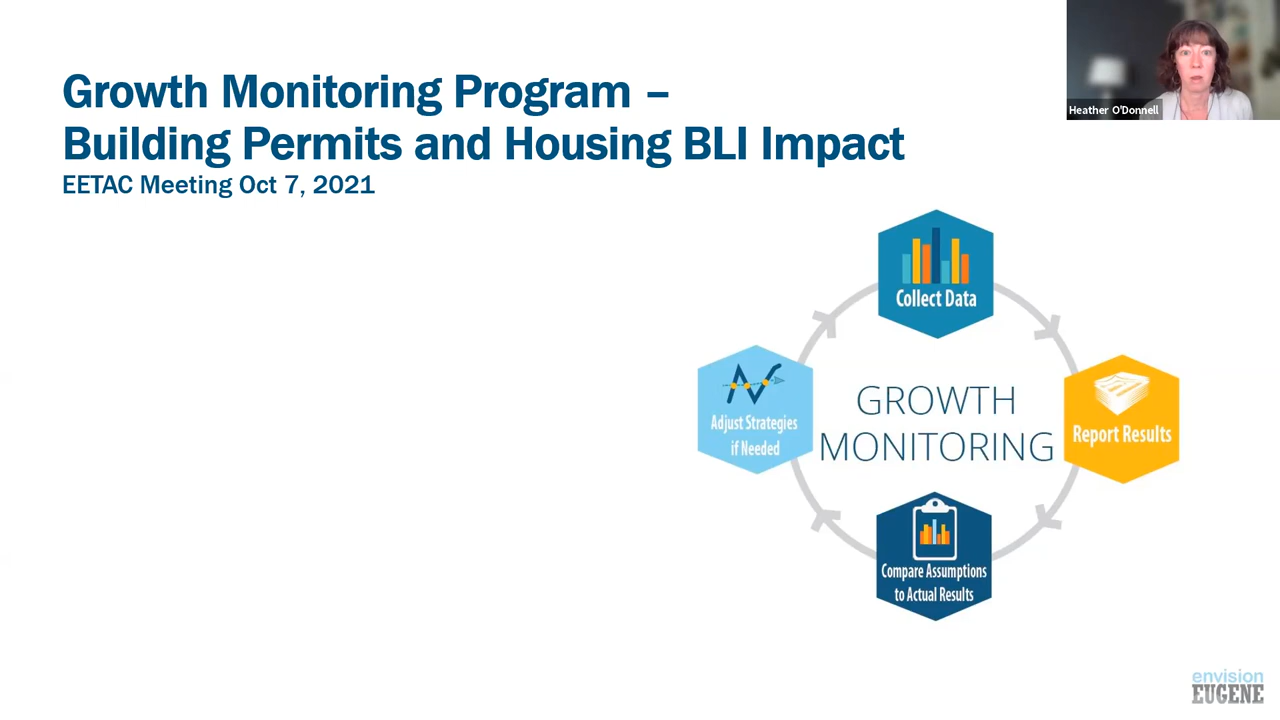 Growth Monitoring Program –
Building Permits and Housing BLI Impact
EETAC Meeting Oct 7, 2021
Heather O'Donnell
Collect Data
Adjust Strategies
if Needed
GROWTH
MONITORING
Report Results
Compare Assumptions
to Actual Results
envision
EUGENE